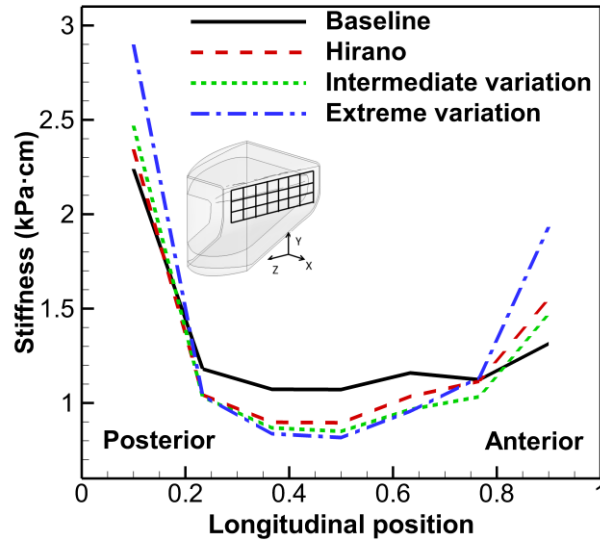 Baseline
Hirano
Intermediate variation
Extreme variation
Stiffness (kPa·cm)
3
2.5
2
1.5
1
Y
Z
X
Posterior
Anterior
0
0.2
0.4
0.6
0.8
1
Longitudinal position